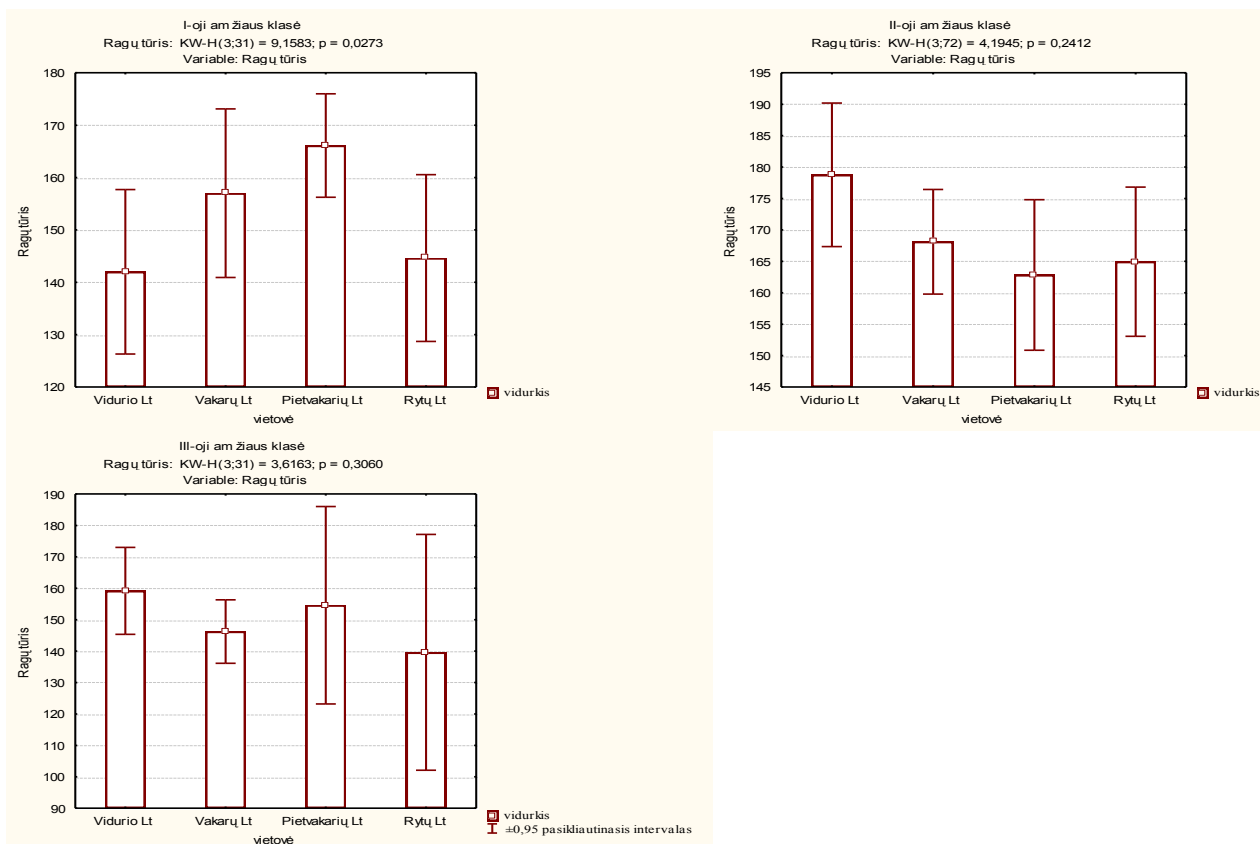 I-oji am žiaus klasė
Ragų tūris: KW-H(3;31) = 9,1583; p = 0,0273
Variable: Ragų tūris
180
170
160
150
140
130
120
Ragų tūris
Vidurio Lt Vakarų Lt Pietvakarių Lt Rytų Lt
vietovė
vidurkis
II-oji am žiaus klasė
Ragų tūris: KW-H(3;72) = 4,1945; p = 0,2412
Variable: Ragų tūris
195
190
185
180
175
170
165
160
155
150
145
Ragų tūris
Vidurio Lt Vakarų Lt Pietvakarių Lt Rytų Lt
vietovė
vidurkis
III-oji am žiaus klasė
Ragų tūris: KW-H(3;31) = 3,6163; p = 0,3060
Variable: Ragų tūris
190
180
170
160
150
140
130
120
110
100
90
Ragų tūris
Vidurio Lt Vakarų Lt Pietvakarių Lt Rytų Lt
vietovė
vidurkis
±0,95 pasikliautinasis intervalas